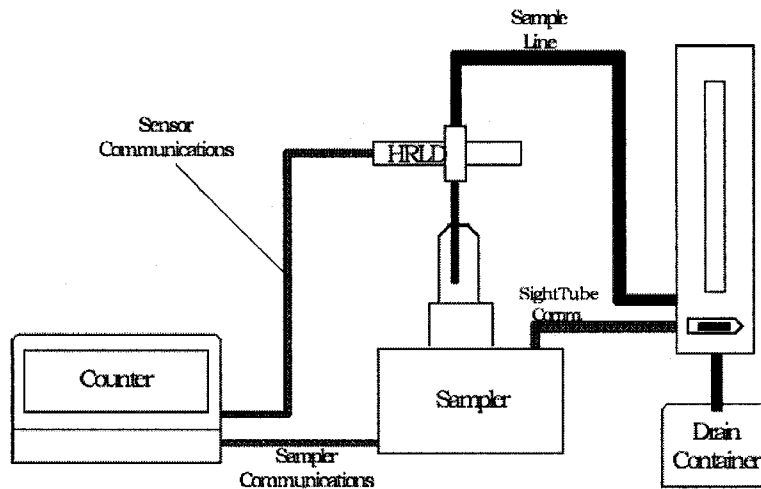 Sample
Line
Sensor
Communications
HRLD
SightTube
Comm.
Counter
Sampler
Sampler
Communications
Drain
Container